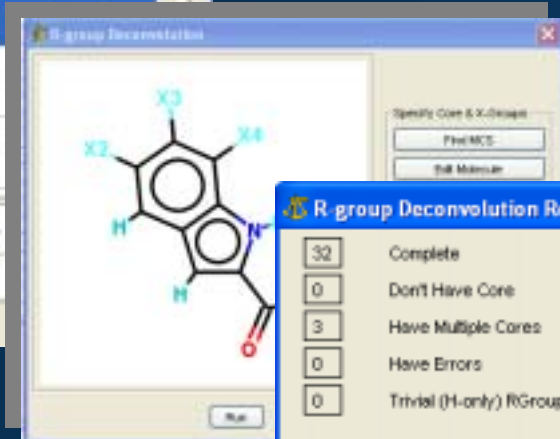 R-group Deconvolution
X3
X2
X4
H
N
H
O
Specify Core & X-Groups
Find MCS
Edit Molecule
Run
R-group Deconvolution Re
32 Complete
0 Don't Have Core
3 Have Multiple Cores
0 Have Errors
0 Trivial (H-only) RGroup